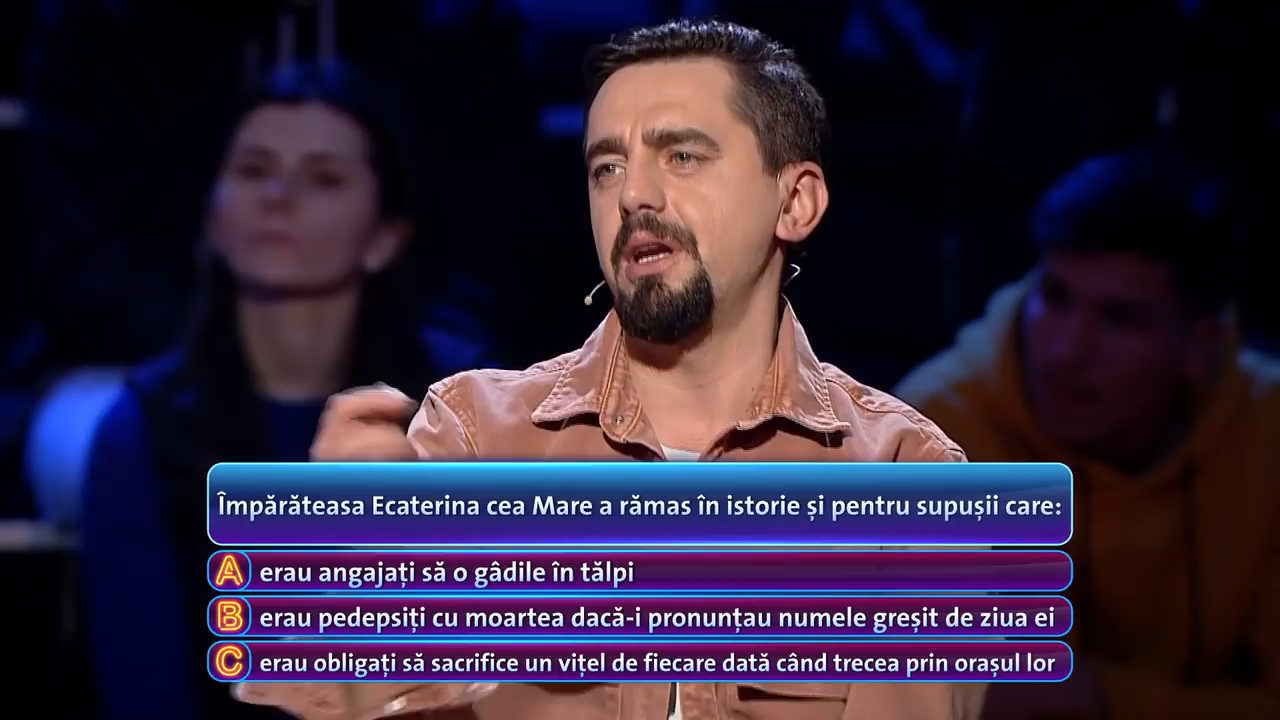 Împărăteasa Ecaterina cea Mare a rămas în istorie și pentru supușii care:
A erau angajați să o gâdile în tălpi
B erau pedepsiți cu moartea dacă-i pronunțau numele greșit de ziua ei
C erau obligați să sacrifice un vițel de fiecare dată când trecea prin orașul lor